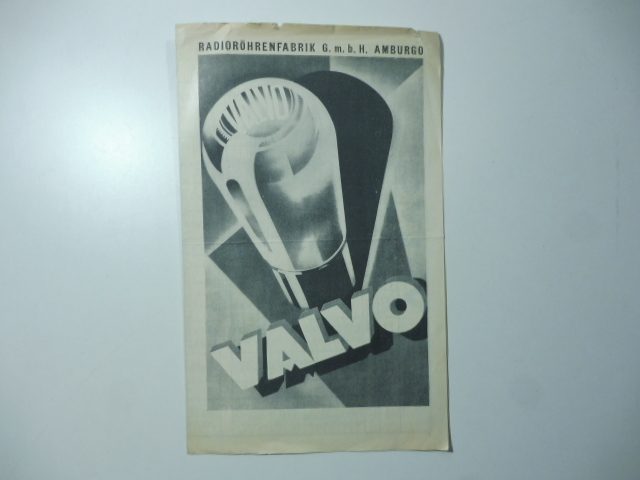 RADIORÖHRENFABRIK G. m. b. H. AMBURGO
VALVO